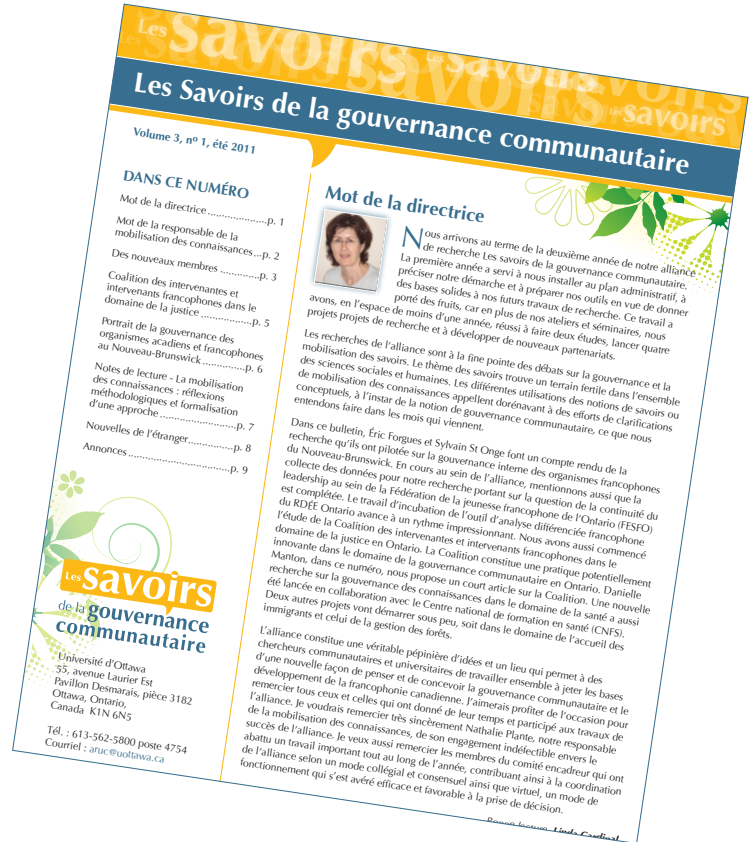 Les savoirs
Les Savoirs de la gouvernance communautaire
Volume 3, nº 1, été 2011
DANS CE NUMÉRO
Mot de la directrice....................p. 1
Mot de la responsable de la
mobilisation des connaissances...p. 2
Des nouveaux membres .............p. 3
Coalition des intervenantes et
intervenants francophones dans le
domaine de la justice .................p. 5
Portrait de la gouvernance des
organismes acadiens et francophones
au Nouveau-Brunswick ..............p. 6
Notes de lecture - La mobilisation
des connaissances : réflexions
méthodologiques et formalisation
d'une approche .........................p. 7
Nouvelles de l'étranger...............p. 8
Annonces ..................................p. 9
Les savoirs
de la gouvernance
communautaire
Université d'Ottawa
55, avenue Laurier Est
Pavillon Desmarais, pièce 3182
Ottawa, Ontario,
Canada K1N 6N5
Tél. : 613-562-5800 poste 4754
Courriel : aruc@uottawa.ca
Mot de la directrice
Nous arrivons au terme de la deuxième année de notre alliance
de recherche Les savoirs de la gouvernance communautaire.
La première année a servi à nous installer au plan administratif, à
préciser notre démarche et à préparer nos outils en vue de donner
des bases solides à nos futurs travaux de recherche. Ce travail a
porté des fruits, car en plus de nos ateliers et séminaires, nous
avons, en l'espace de moins d'une année, réussi à faire deux études, lancer quatre
projets projets de recherche et à développer de nouveaux partenariats.
Les recherches de l'alliance sont à la fine pointe des débats sur la gouvernance et la
mobilisation des savoirs. Le thème des savoirs trouve un terrain fertile dans l'ensemble
des sciences sociales et humaines. Les différentes utilisations des notions de savoirs ou
de mobilisation des connaissances appellent dorénavant à des efforts de clarifications
conceptuels, à l'instar de la notion de gouvernance communautaire, ce que nous
entendons faire dans les mois qui viennent.
Dans ce bulletin, Éric Forgues et Sylvain St Onge font un compte rendu de la
recherche qu'ils ont pilotée sur la gouvernance interne des organismes francophones
du Nouveau-Brunswick. En cours au sein de l'alliance, mentionnons aussi que la
collecte des données pour notre recherche portant sur la question de la continuité du
leadership au sein de la Fédération de la jeunesse francophone de l'Ontario (FESFO)
est complétée. Le travail d'incubation de l'outil d'analyse différenciée francophone
du RDÉE Ontario avance à un rythme impressionnant. Nous avons aussi commencé
l'étude de la Coalition des intervenantes et intervenants francophones dans le
domaine de la justice en Ontario. La Coalition constitue une pratique potentiellement
innovante dans le domaine de la gouvernance communautaire en Ontario. Danielle
Manton, dans ce numéro, nous propose un court article sur la Coalition. Une nouvelle
recherche sur la gouvernance des connaissances dans le domaine de la santé a aussi
été lancée en collaboration avec le Centre national de formation en santé (CNFS).
Deux autres projets vont démarrer sous peu, soit dans le domaine de l'accueil des
immigrants et celui de la gestion des forêts.
L'alliance constitue une véritable pépinière d'idées et un lieu qui permet à des
chercheurs communautaires et universitaires de travailler ensemble à jeter les bases
d'une nouvelle façon de penser et de concevoir la gouvernance communautaire et le
développement de la francophonie canadienne. J'aimerais profiter de l'occasion pour
remercier tous ceux et celles qui ont donné de leur temps et participé aux travaux de
l'alliance. Je voudrais remercier très sincèrement Nathalie Plante, notre responsable
de la mobilisation des connaissances, de son engagement indéfectible envers le
succès de l'alliance. Je veux aussi remercier les membres du comité encadreur qui ont
abattu un travail important tout au long de l'année, contribuant ainsi à la coordination
de l'alliance selon un mode collégial et consensuel ainsi que virtuel, un mode de
fonctionnement qui s'est avéré efficace et favorable à la prise de décision.
Bonne lecture, Linda Cardinal